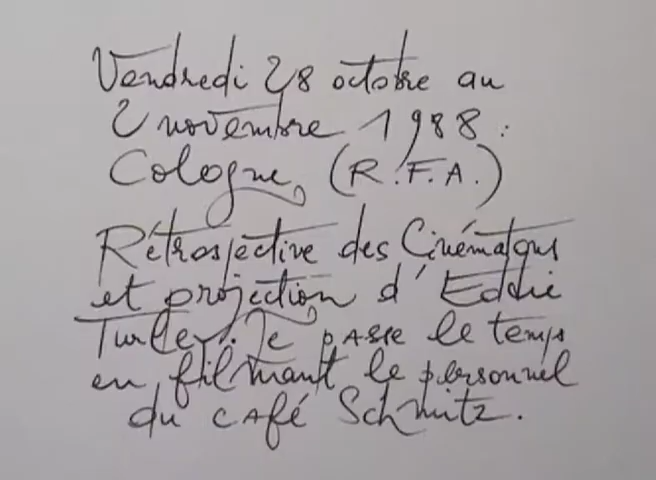 Vendredi 28 octobre au
2 novembre 1988 :
Cologne, (R.F.A.)
Rétrospective des Cinématons
et projection d'Eddie
Turley. Je passe le temps
en filmant le personnel
du café Schmitz.